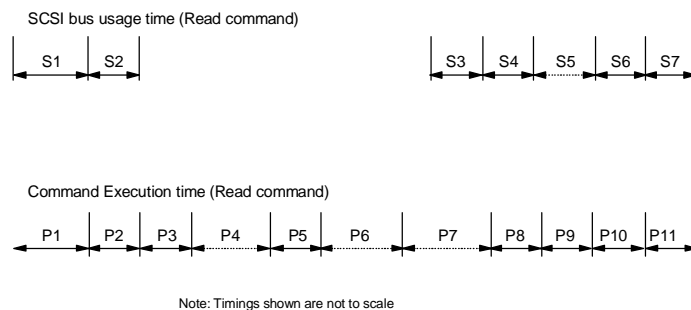 SCSI bus usage time (Read command)
S1 S2 S3 S4 S5 S6 S7
Command Execution time (Read command)
P1 P2 P3 P4 P5 P6 P7 P8 P9 P10 P11
Note: Timings shown are not to scale